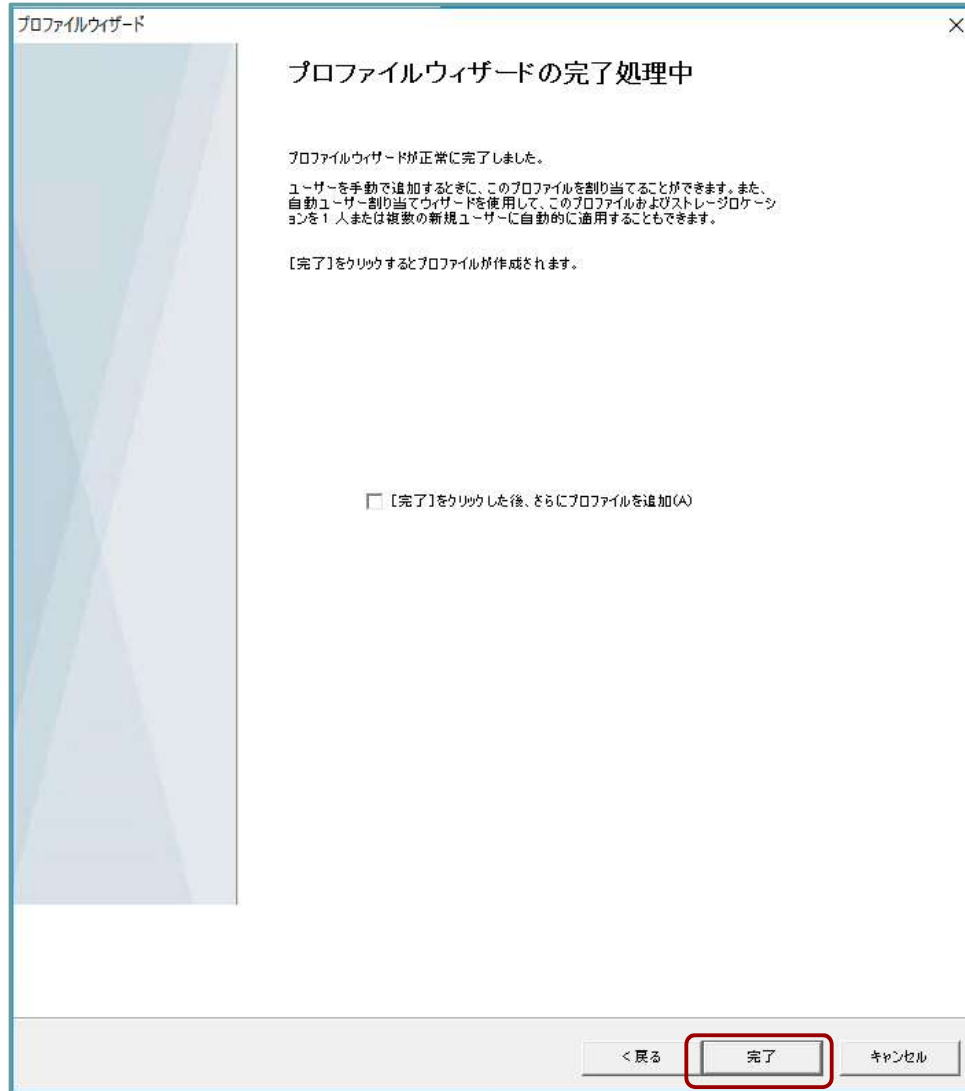 プロファイルウィザード
プロファイルウィザードの完了処理中
プロファイルウィザードが正常に完了しました。
ユーザーを手動で追加するときに、このプロファイルを割り当てることができます。また、
自動ユーザー割り当てウィザードを使用して、このプロファイルおよびストレージロケーシ
ョンを1 人または複数の新規ユーザーに自動的に適用することもできます。
[完了]をクリックするとプロファイルが作成されます。
[完了]をクリックした後、さらにプロファイルを追加(A)
< 戻る
完了
キャンセル